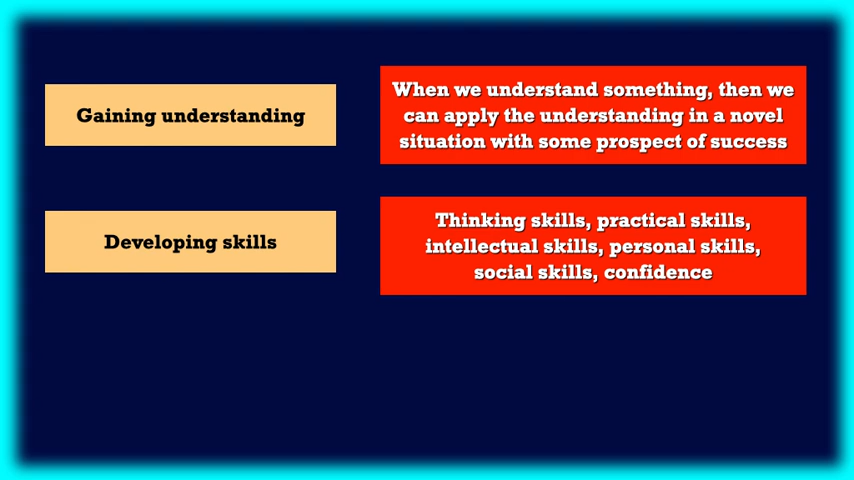 Gaining understanding
When we understand something, then we
can apply the understanding in a novel
situation with some prospect of success
Developing skills
Thinking skills, practical skills,
intellectual skills, personal skills,
social skills, confidence